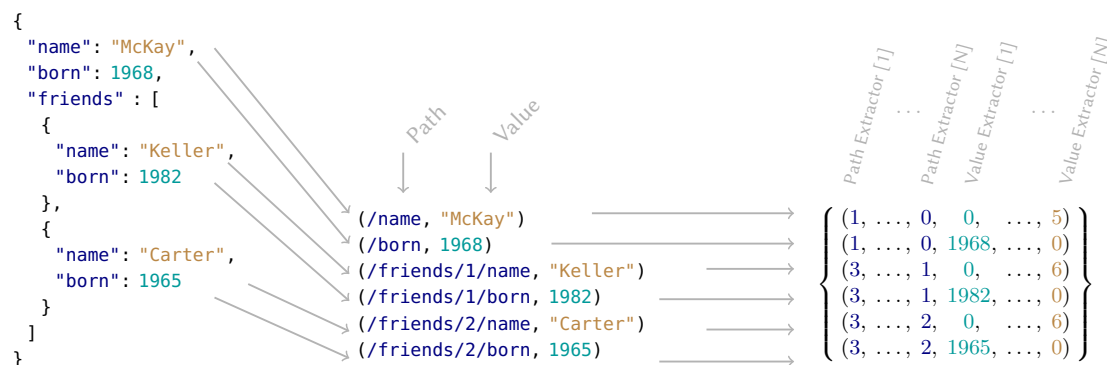 {
"name": "McKay",
"born": 1968,
"friends" : [
{
"name": "Keller",
"born": 1982
},
{
"name": "Carter",
"born": 1965
}
]
}
Path
Value
(/name, "McKay")
(/born, 1968)
(/friends/1/name, "Keller")
(/friends/1/born, 1982)
(/friends/2/name, "Carter")
(/friends/2/born, 1965)
Path Extractor [1]
...
Path Extractor [N]
Value Extractor [1]
...
Value Extractor [N]
(1, ..., 0, 0, ..., 5)
(1, ..., 0, 1968, ..., 0)
(3, ..., 1, 0, ..., 6)
(3, ..., 1, 1982, ..., 0)
(3, ..., 2, 0, ..., 6)
(3, ..., 2, 1965, ..., 0)